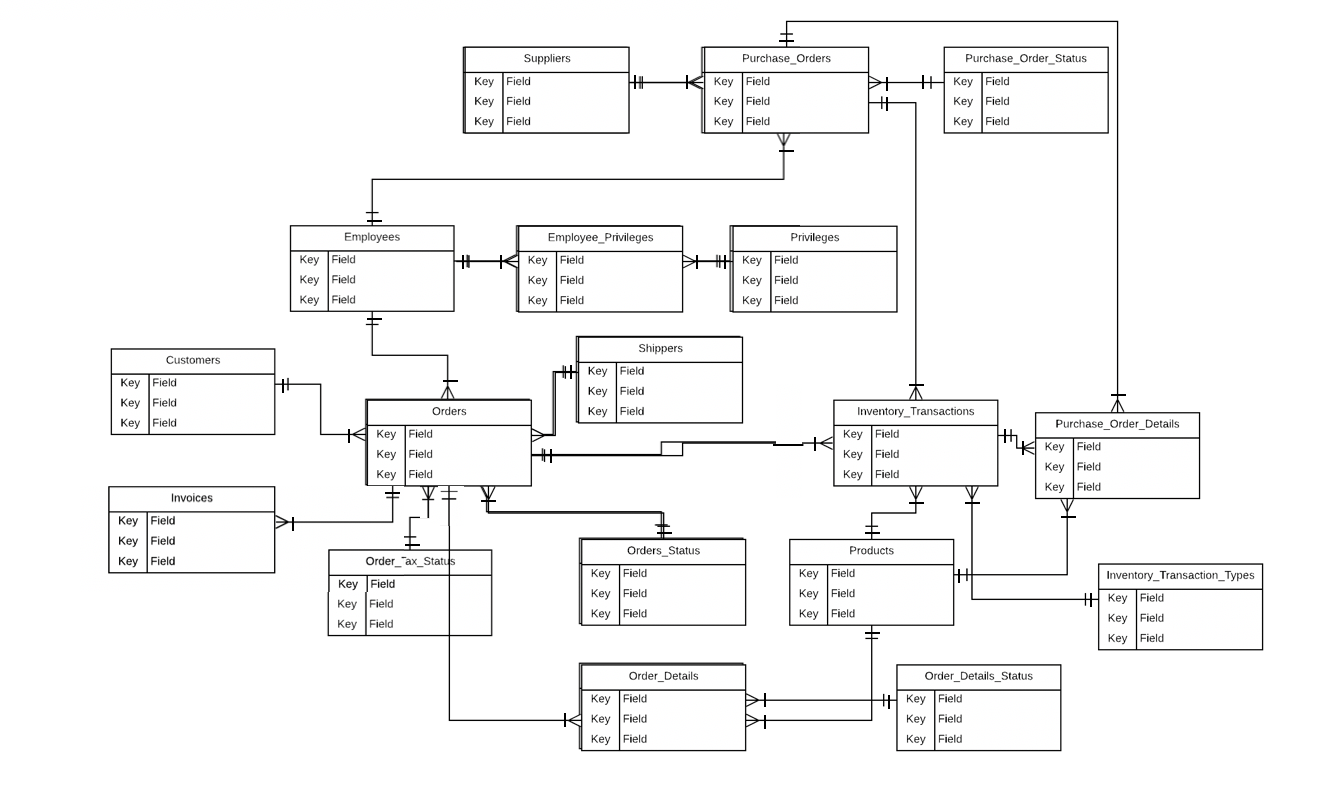 Suppliers
Key Field
Key Field
Key Field
Purchase_Orders
Key Field
Key Field
Key Field
Purchase_Order_Status
Key Field
Key Field
Key Field
Employees
Key Field
Key Field
Key Field
Employee_Privileges
Key Field
Key Field
Key Field
Privileges
Key Field
Key Field
Key Field
Customers
Key Field
Key Field
Key Field
Shippers
Key Field
Key Field
Key Field
Orders
Key Field
Key Field
Key Field
Inventory_Transactions
Key Field
Key Field
Key Field
Purchase_Order_Details
Key Field
Key Field
Key Field
Invoices
Key Field
Key Field
Key Field
Order_Tax_Status
Key Field
Key Field
Key Field
Orders_Status
Key Field
Key Field
Key Field
Products
Key Field
Key Field
Key Field
Inventory_Transaction_Types
Key Field
Key Field
Key Field
Order_Details
Key Field
Key Field
Key Field
Order_Details_Status
Key Field
Key Field
Key Field